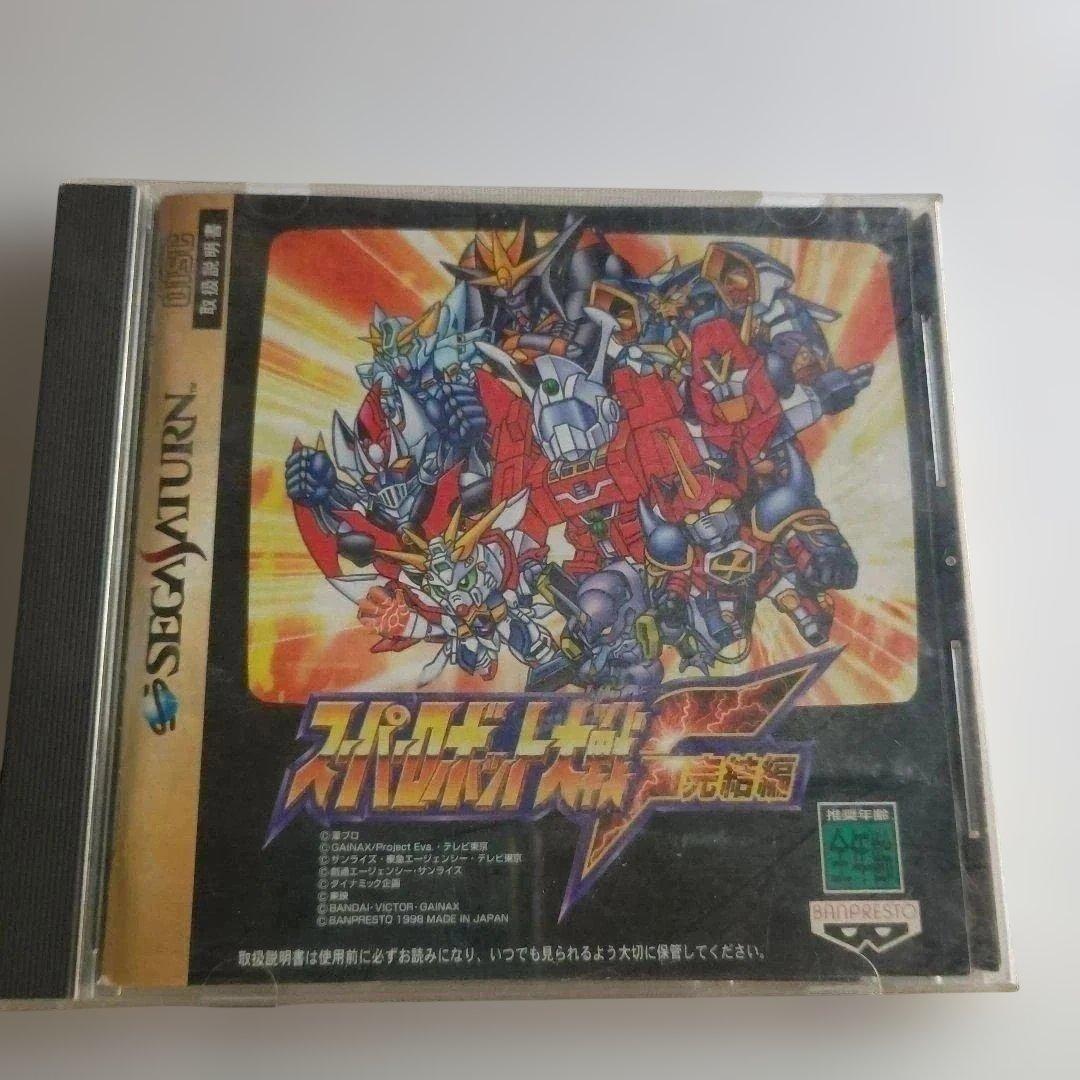 DISC
取扱説明書
SEGA SATURN™
スーパーロボット大戦F
完結編
©ダイナミック企画
©東映
©BANDAI・VICTOR・GAINAX
©BANPRESTO 1998 MADE IN JAPAN
©GAINAX/Project Eva.・テレビ東京
©サンライズ・東急エージェンシー・テレビ東京
©創通エージェンシー・サンライズ
推奨年齢
BANPRESTO
取扱説明書は使用前に必ずお読みになり、いつでも見られるよう大切に保管してください。